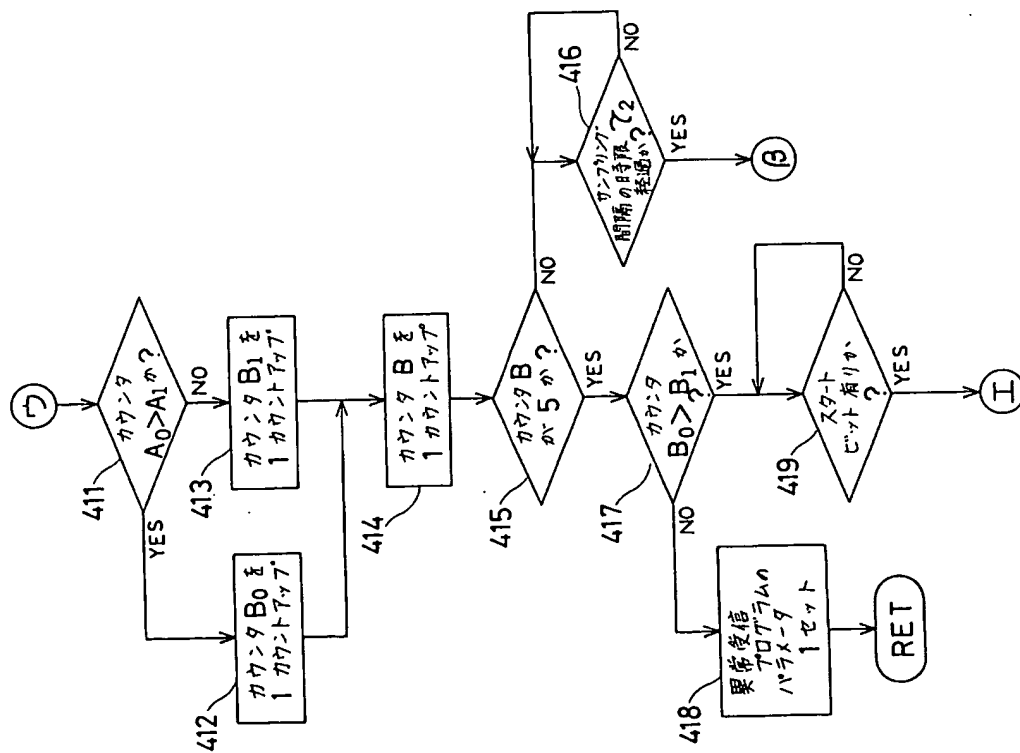 ウ
カウンタ
A0>A1か?
411
YES
NO
カウンタB0を
1カウントアップ
412
カウンタB1を
1カウントアップ
413
カウンタBを
1カウントアップ
414
カウンタB
が5か?
415
NO
YES
サンプリング
間隔の時限τ2
経過か?
416
NO
YES
β
カウンタ
B0>B1か
?
417
NO
YES
異常受信
プログラムの
パラメータ
1セット
418
RET
スタート
ビット有りか
?
419
NO
YES
エ